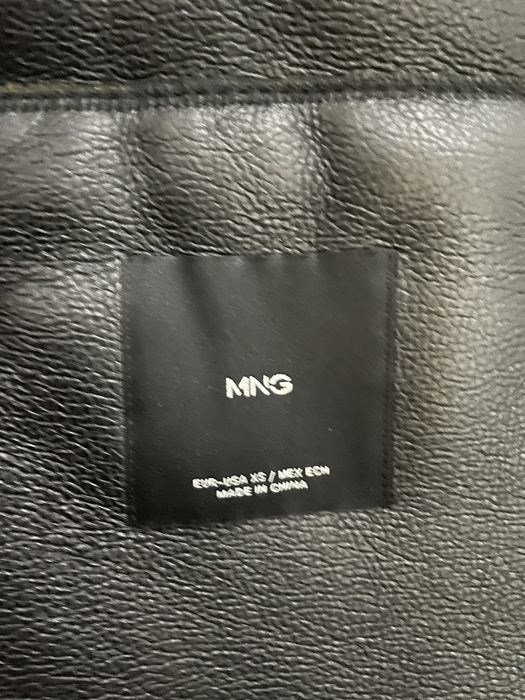 MNG
EUR-USA XS / MEX ECH
MADE IN CHINA